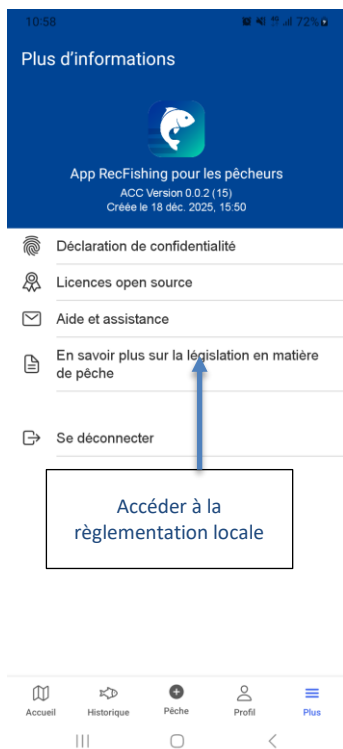 10:58
72%
Plus d'informations
App RecFishing pour les pêcheurs
ACC
Version 0.0.2 (15)
Créée le 18 déc. 2025, 15:50
Déclaration de confidentialité
Licences open source
Aide et assistance
En savoir plus sur la législation en matière
de pêche
Se déconnecter
Accéder à la
règlementation locale
Accueil
Historique
Pêche
Profil
Plus